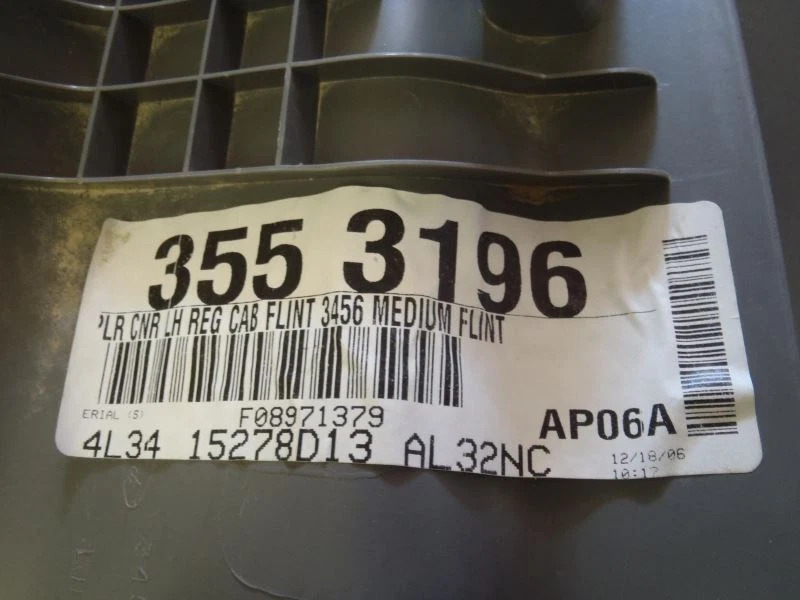 355 3196
PLR CNR LH REG CAB FLINT 3456 MEDIUM FLINT
ERIAL (S) F08971379
AP06A
4L34 15278D13 AL32NC
12/18/06
10:17